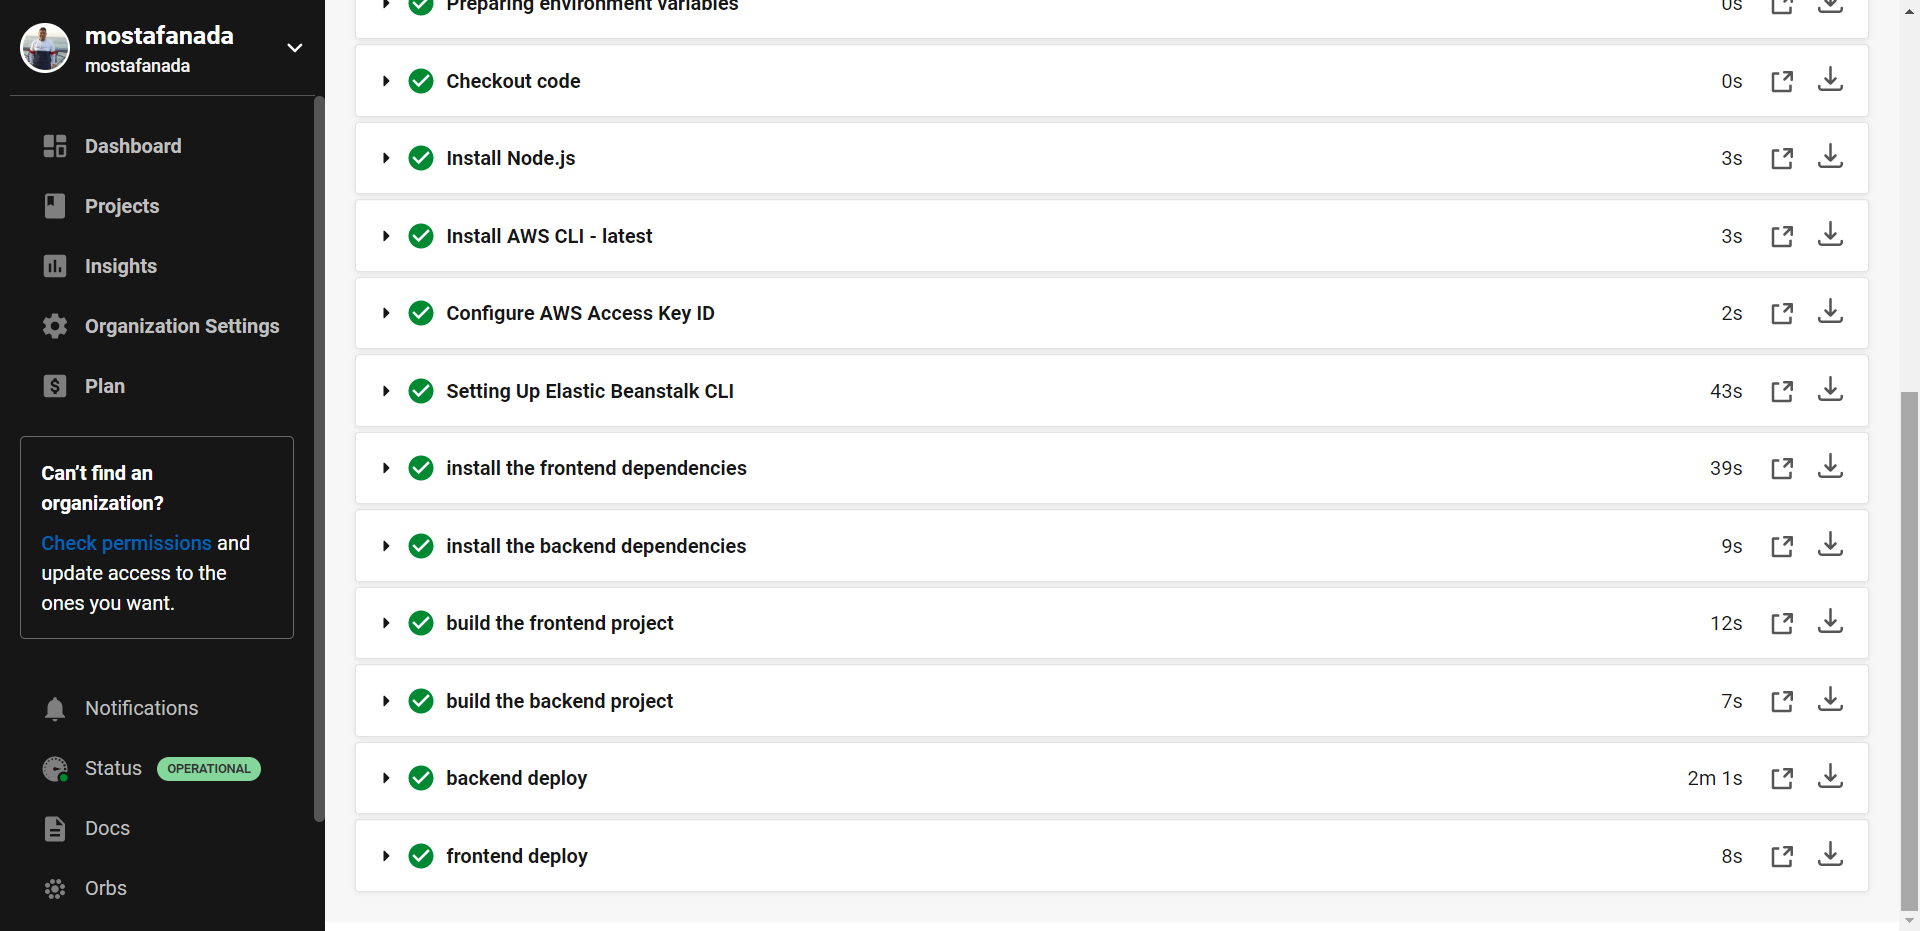 mostafanada
mostafanada
Dashboard
Projects
Insights
Organization Settings
Plan
Can't find an
organization?
Check permissions and
update access to the
ones you want.
Notifications
Status OPERATIONAL
Docs
Orbs
Preparing environment variables 0s
Checkout code 0s
Install Node.js 3s
Install AWS CLI - latest 3s
Configure AWS Access Key ID 2s
Setting Up Elastic Beanstalk CLI 43s
install the frontend dependencies 39s
install the backend dependencies 9s
build the frontend project 12s
build the backend project 7s
backend deploy 2m 1s
frontend deploy 8s